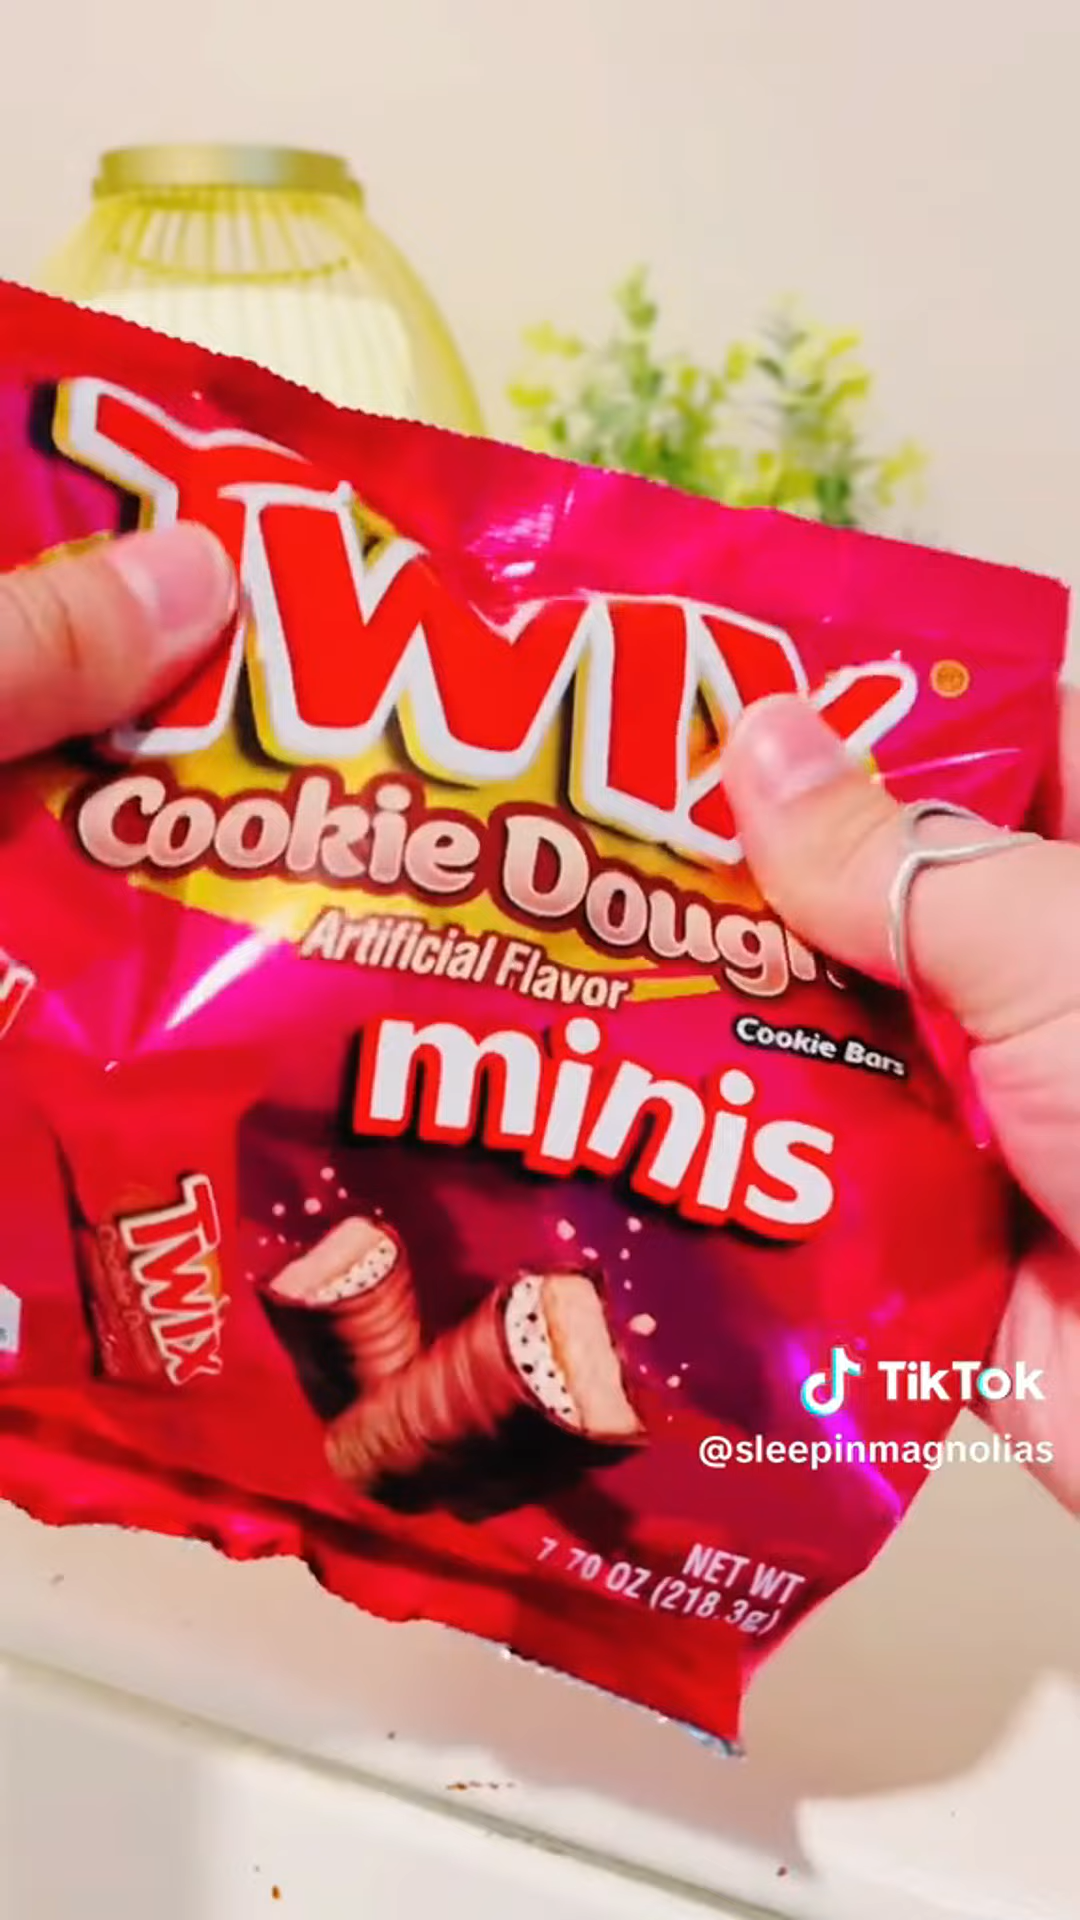 TWIX
Cookie Dough
Artificial Flavor
Cookie Bars
minis
TWIX
TikTok
@sleepinmagnolias
NET WT
7.70 OZ (218.3g)